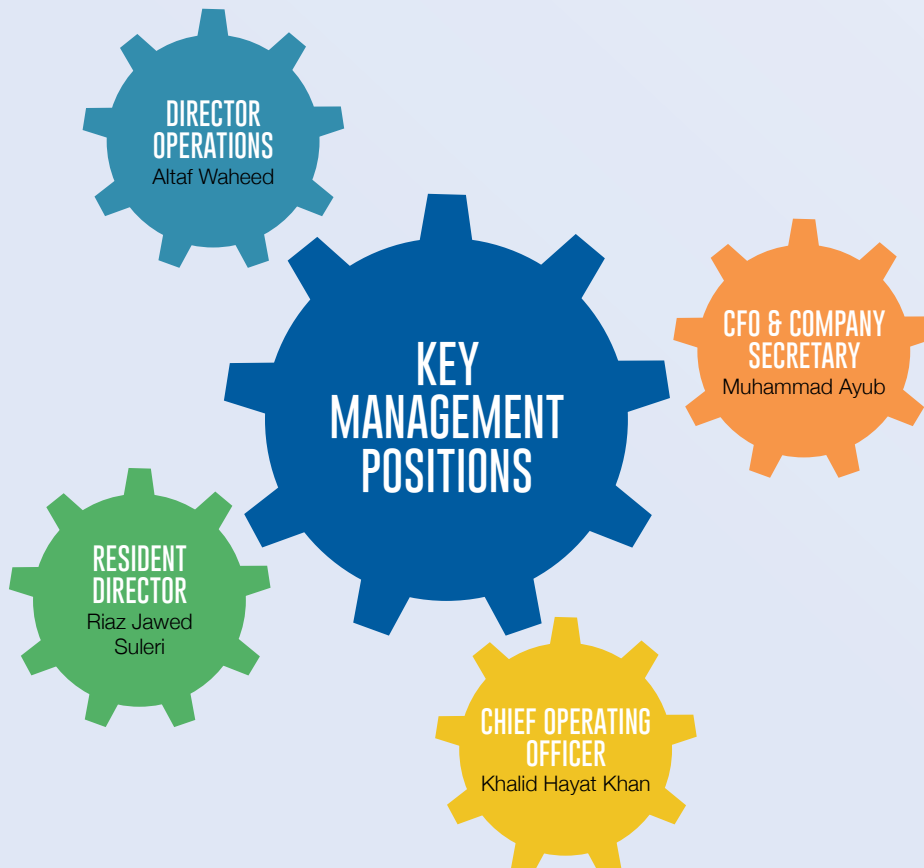 DIRECTOR
OPERATIONS
Altaf Waheed
KEY
MANAGEMENT
POSITIONS
CFO & COMPANY
SECRETARY
Muhammad Ayub
RESIDENT
DIRECTOR
Riaz Jawed
Suleri
CHIEF OPERATING
OFFICER
Khalid Hayat Khan